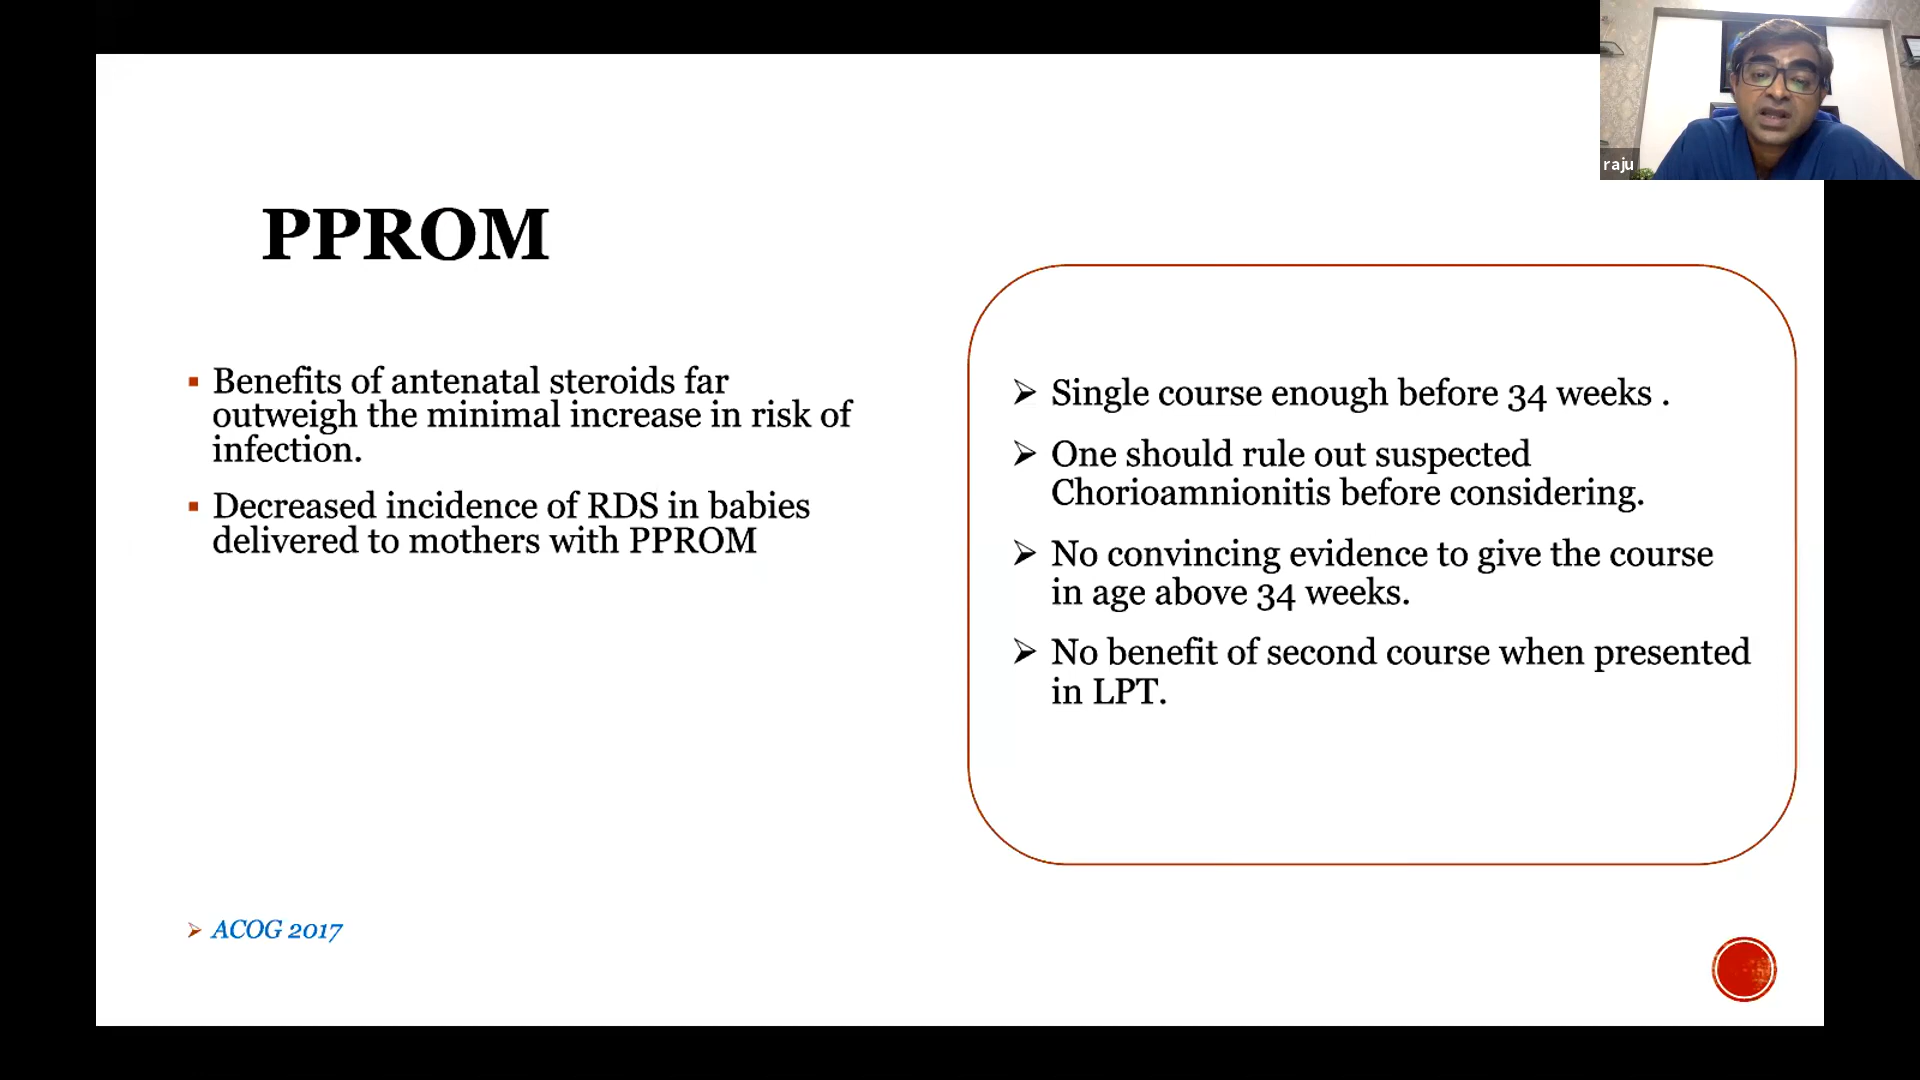 raju
PPROM
Benefits of antenatal steroids far
outweigh the minimal increase in risk of
infection.
Decreased incidence of RDS in babies
delivered to mothers with PPROM
Single course enough before 34 weeks .
One should rule out suspected
Chorioamnionitis before considering.
No convincing evidence to give the course
in age above 34 weeks.
No benefit of second course when presented
in LPT.
ACOG 2017